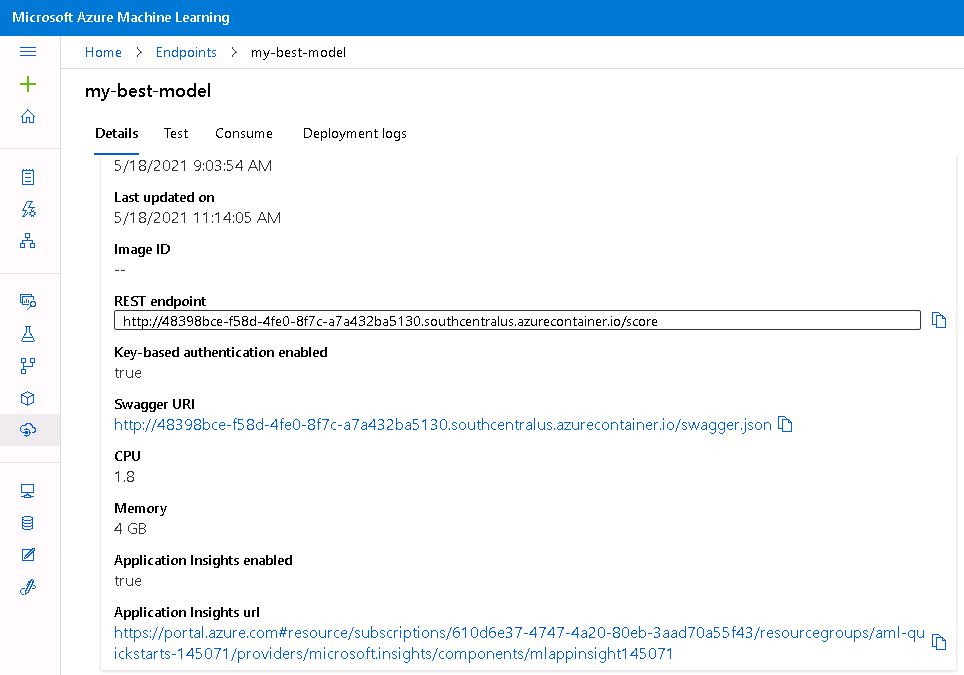 Microsoft Azure Machine Learning
Home > Endpoints > my-best-model
my-best-model
Details Test Consume Deployment logs
5/18/2021 9:03:54 AM
Last updated on
5/18/2021 11:14:05 AM
Image ID
--
REST endpoint
http://48398bce-f58d-4fe0-8f7c-a7a432ba5130.southcentralus.azurecontainer.io/score
Key-based authentication enabled
true
Swagger URI
http://48398bce-f58d-4fe0-8f7c-a7a432ba5130.southcentralus.azurecontainer.io/swagger.json
CPU
1.8
Memory
4 GB
Application Insights enabled
true
Application Insights url
https://portal.azure.com#resource/subscriptions/610d6e37-4747-4a20-80eb-3aad70a55f43/resourcegroups/aml-qu
ickstarts-145071/providers/microsoft.insights/components/mlappinsight145071